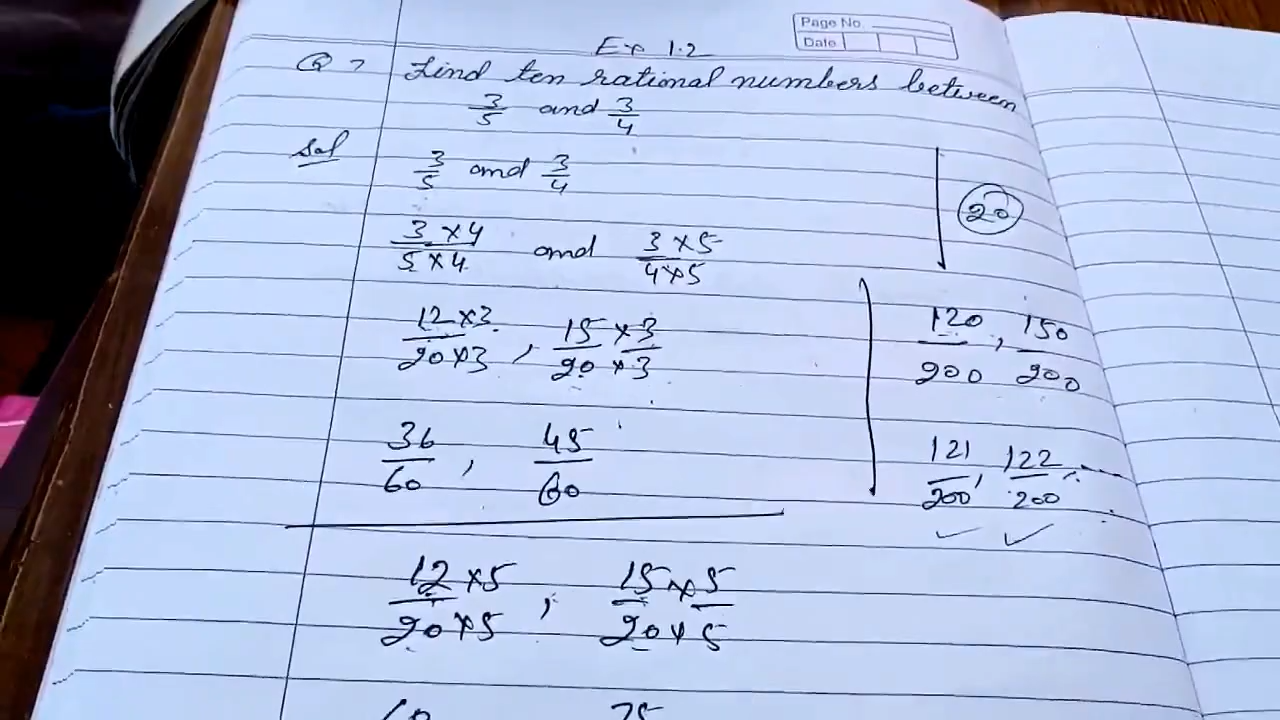 Page No.
Date
Ex 1.2
Q 7 Find ten rational numbers between
3/5 and 3/4
Sol 3/5 and 3/4
20
3×4/5×4 and 3×5/4×5
12×3/20×3, 15×3/20×3
120/200, 150/200
36/60, 45/60
121/200, 122/200, ...
12×5/20×5, 15×5/20×5
60 75